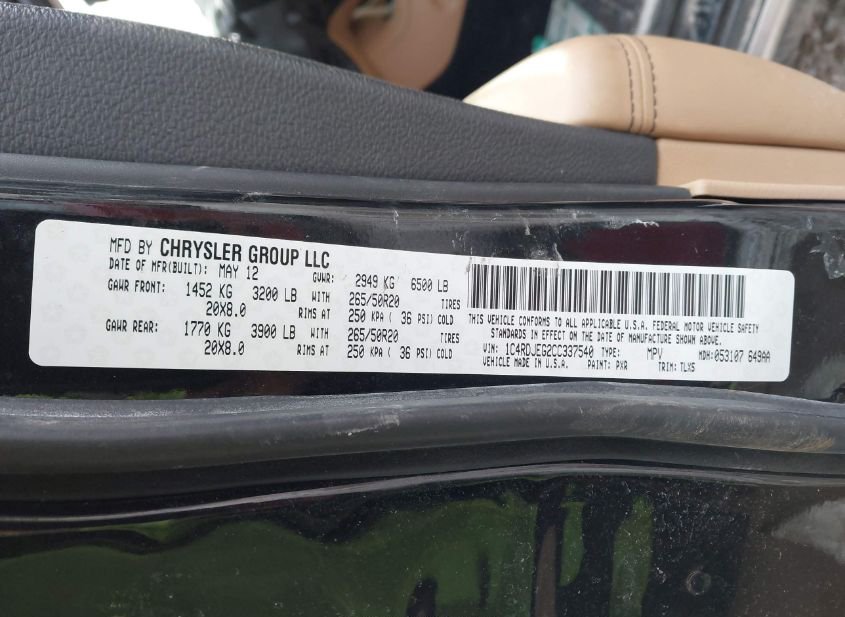 MFD BY CHRYSLER GROUP LLC
DATE OF MFR(BUILT): MAY 12 GVWR: 2949 KG 6500 LB
GAWR FRONT: 1452 KG 3200 LB WITH 265/50R20 TIRES
20X8.0 RIMS AT 250 KPA ( 36 PSI) COLD
GAWR REAR: 1770 KG 3900 LB WITH 265/50R20 TIRES
20X8.0 RIMS AT 250 KPA ( 36 PSI) COLD
THIS VEHICLE CONFORMS TO ALL APPLICABLE U.S.A. FEDERAL MOTOR VEHICLE SAFETY
STANDARDS IN EFFECT ON THE DATE OF MANUFACTURE SHOWN ABOVE.
VIN: 1C4RDJEG2CC337540 TYPE: MPV MDH:053107 649AA
VEHICLE MADE IN U.S.A. PAINT: PXR TRIM: TLX5